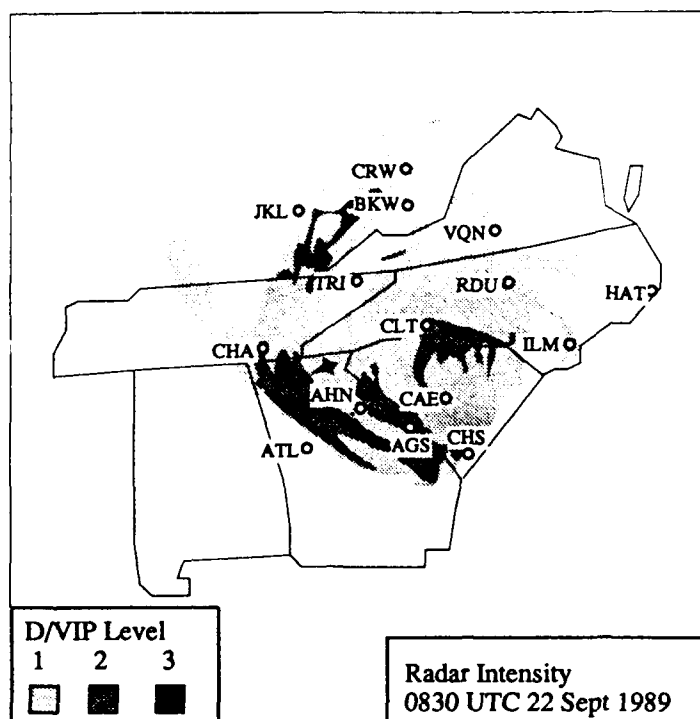 CRW
BKW
JKL
VQN
TRI
RDU
HAT
CLT
CHA
ILM
AHN
CAE
ATL
AGS
CHS
D/VIP Level
1 2 3
Radar Intensity
0830 UTC 22 Sept 1989